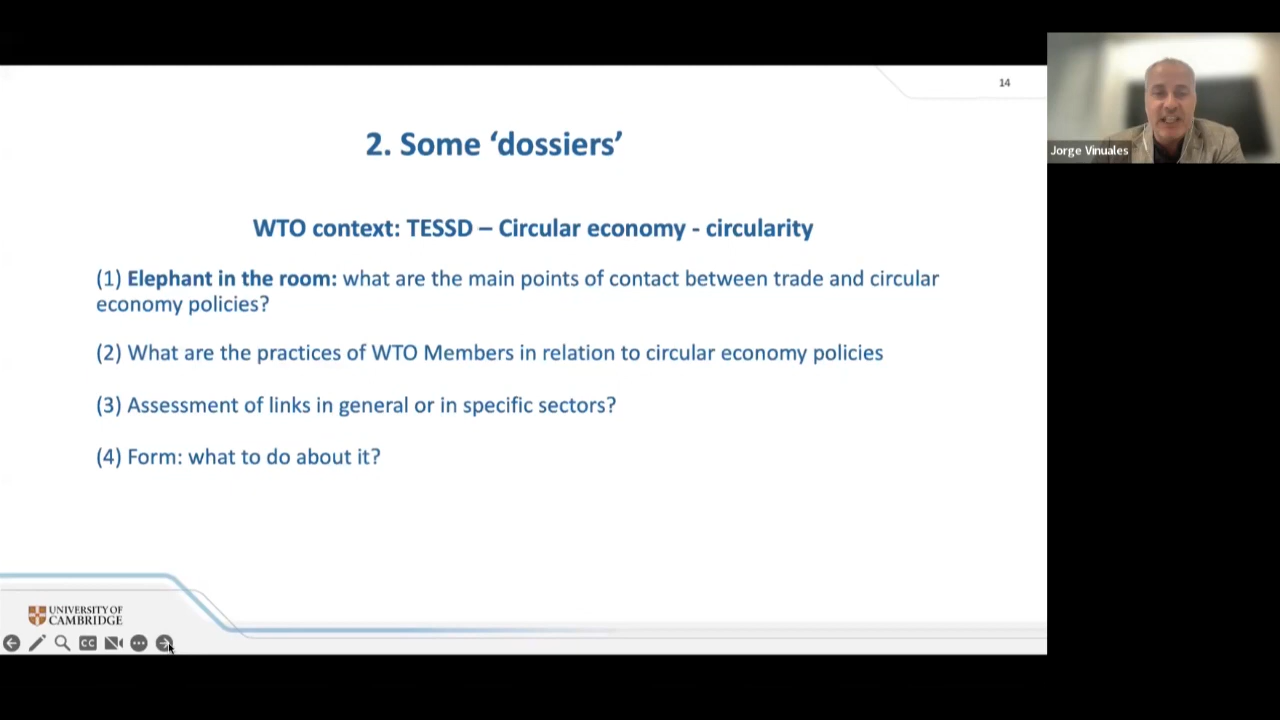 14
2. Some ‘dossiers’
WTO context: TESSD – Circular economy - circularity
(1) Elephant in the room: what are the main points of contact between trade and circular
economy policies?
(2) What are the practices of WTO Members in relation to circular economy policies
(3) Assessment of links in general or in specific sectors?
(4) Form: what to do about it?
UNIVERSITY OF
CAMBRIDGE
CC
Jorge Vinuales